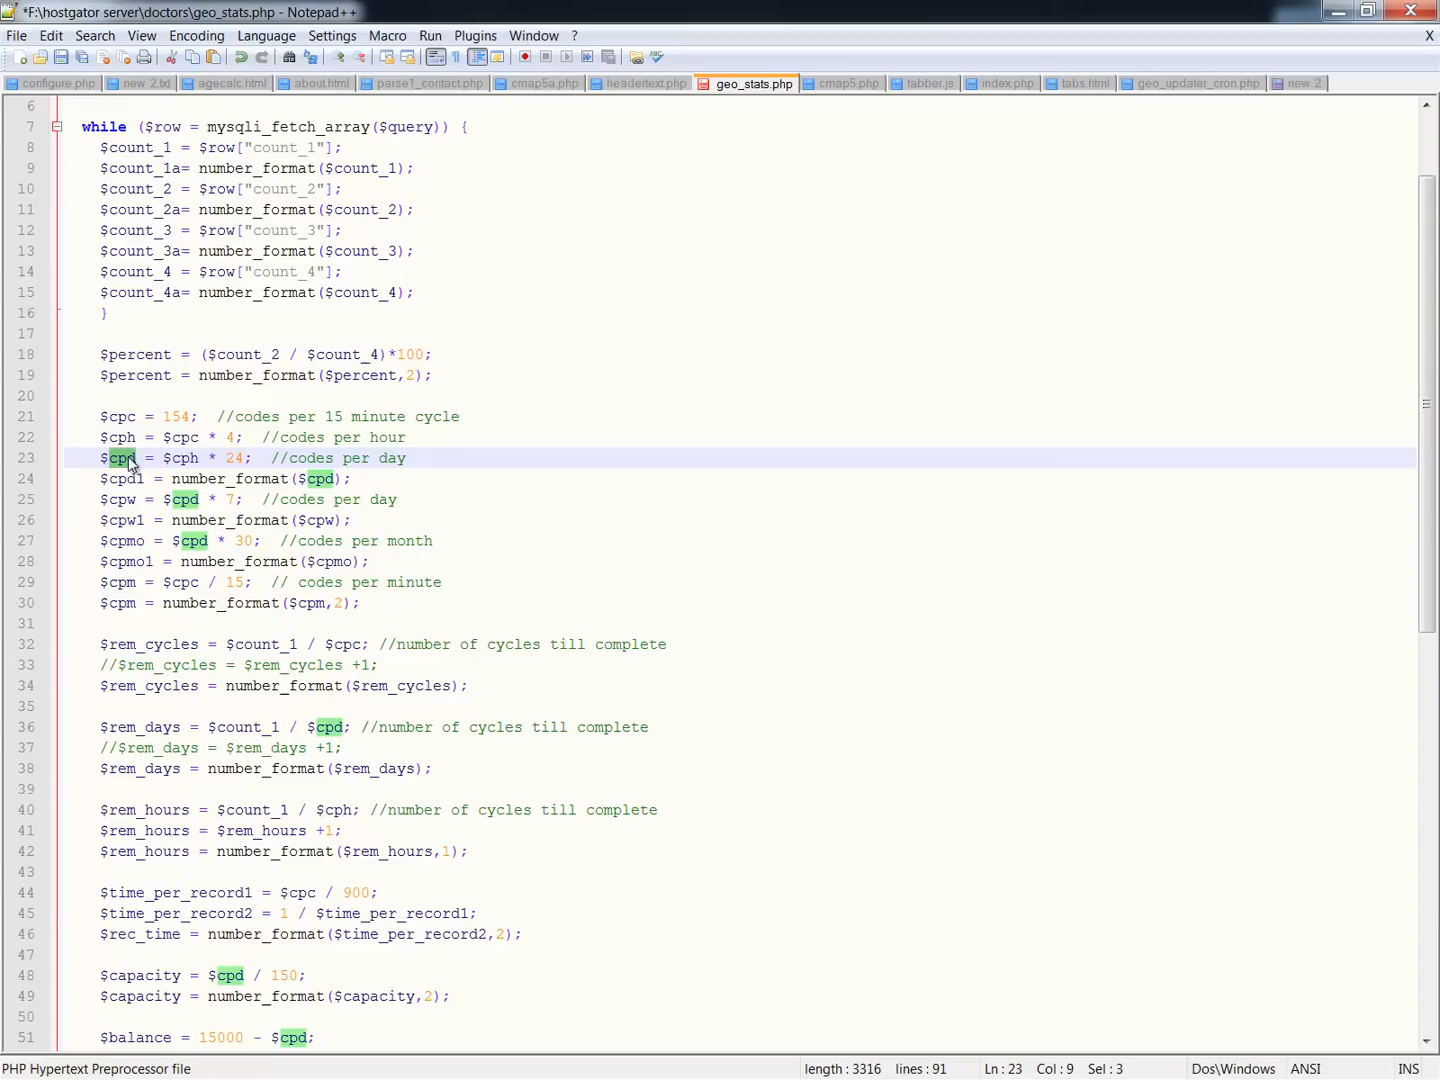 *F:\hostgator server\doctors\geo_stats.php - Notepad++
File Edit Search View Encoding Language Settings Macro Run Plugins Window ? X
configure.php new 2.txt agecalc.html about.html parse1_contact.php cmap5a.php headertext.php geo_stats.php cmap5.php tabber.js index.php tabs.html geo_updater_cron.php new 2
6
7 while ($row = mysqli_fetch_array($query)) {
8 $count_1 = $row["count_1"];
9 $count_1a= number_format($count_1);
10 $count_2 = $row["count_2"];
11 $count_2a= number_format($count_2);
12 $count_3 = $row["count_3"];
13 $count_3a= number_format($count_3);
14 $count_4 = $row["count_4"];
15 $count_4a= number_format($count_4);
16 }
17
18 $percent = ($count_2 / $count_4)*100;
19 $percent = number_format($percent,2);
20
21 $cpc = 154; //codes per 15 minute cycle
22 $cph = $cpc * 4; //codes per hour
23 $cpd = $cph * 24; //codes per day
24 $cpd1 = number_format($cpd);
25 $cpw = $cpd * 7; //codes per day
26 $cpw1 = number_format($cpw);
27 $cpmo = $cpd * 30; //codes per month
28 $cpmo1 = number_format($cpmo);
29 $cpm = $cpc / 15; // codes per minute
30 $cpm = number_format($cpm,2);
31
32 $rem_cycles = $count_1 / $cpc; //number of cycles till complete
33 //$rem_cycles = $rem_cycles +1;
34 $rem_cycles = number_format($rem_cycles);
35
36 $rem_days = $count_1 / $cpd; //number of cycles till complete
37 //$rem_days = $rem_days +1;
38 $rem_days = number_format($rem_days);
39
40 $rem_hours = $count_1 / $cph; //number of cycles till complete
41 $rem_hours = $rem_hours +1;
42 $rem_hours = number_format($rem_hours,1);
43
44 $time_per_record1 = $cpc / 900;
45 $time_per_record2 = 1 / $time_per_record1;
46 $rec_time = number_format($time_per_record2,2);
47
48 $capacity = $cpd / 150;
49 $capacity = number_format($capacity,2);
50
51 $balance = 15000 - $cpd;
PHP Hypertext Preprocessor file length : 3316 lines : 91 Ln : 23 Col : 9 Sel : 3 Dos\Windows ANSI INS